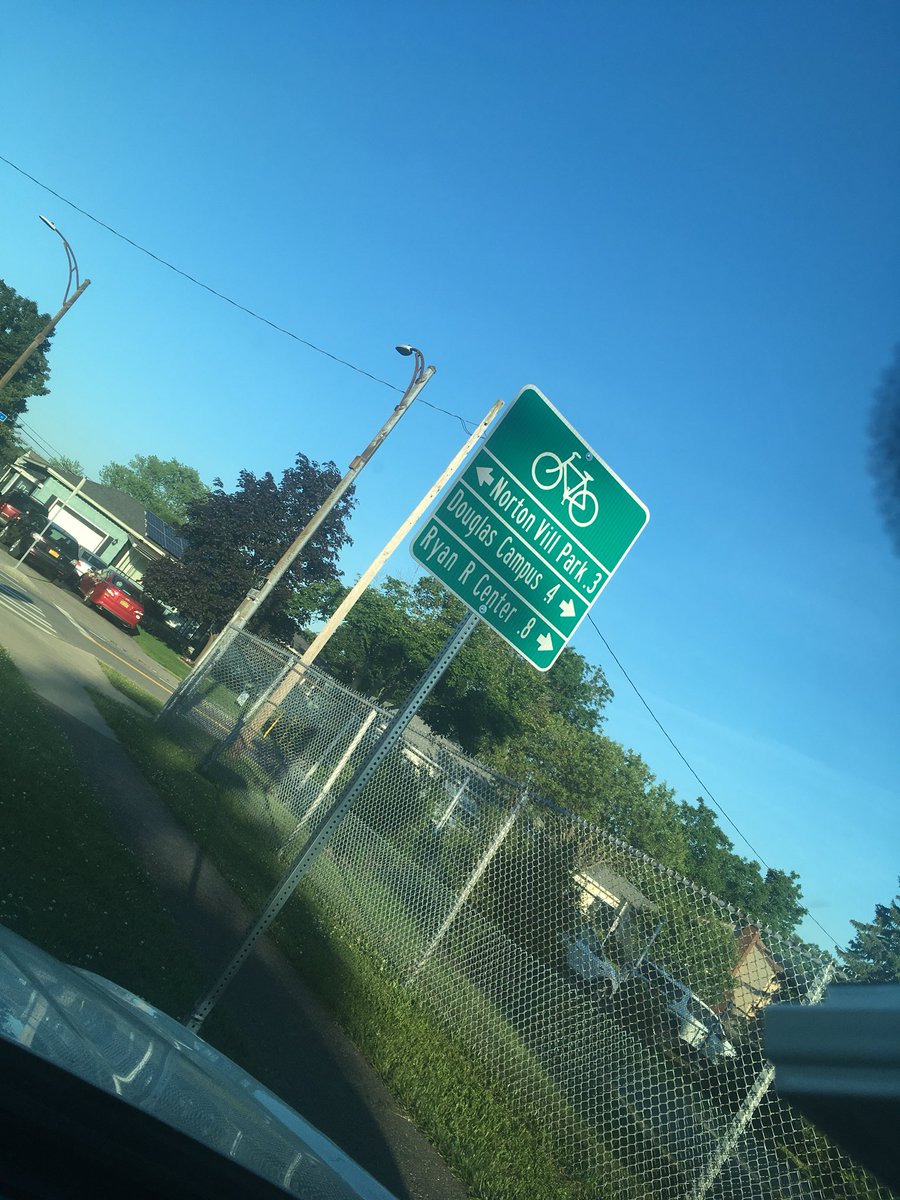 Norton Vill Park .3
Douglas Campus .4
Ryan R Center .8